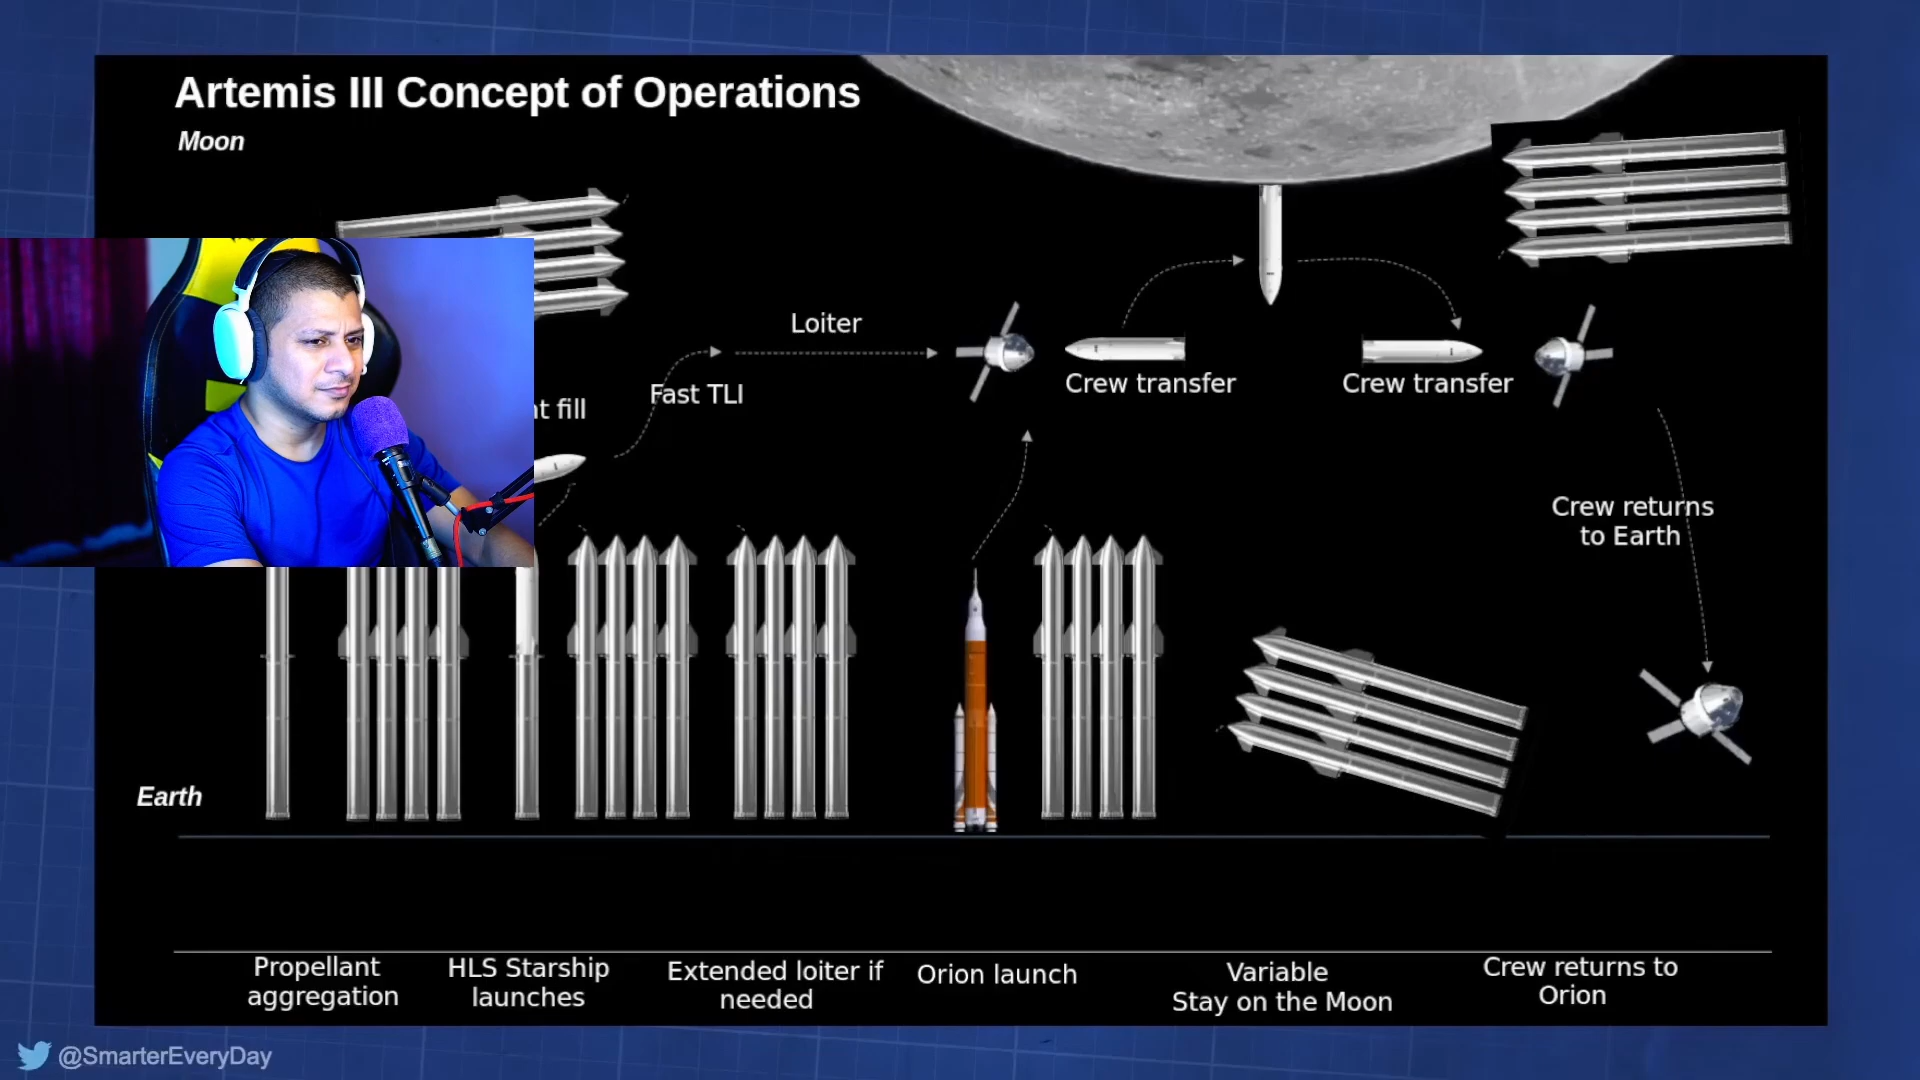 Artemis III Concept of Operations
Moon
Loiter
Fast TLI
fill
Crew transfer
Crew transfer
Crew returns
to Earth
Earth
Propellant
aggregation
HLS Starship
launches
Extended loiter if
needed
Orion launch
Variable
Stay on the Moon
Crew returns to
Orion
@SmarterEveryDay